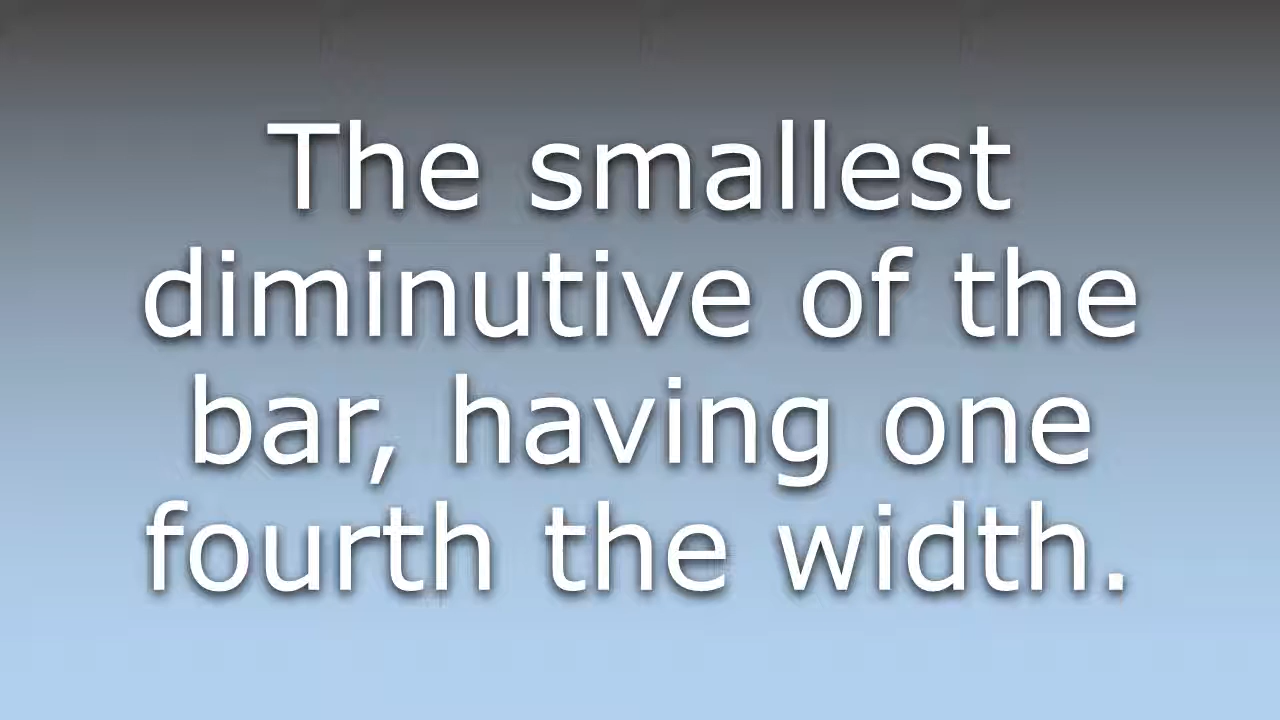 The smallest
diminutive of the
bar, having one
fourth the width.